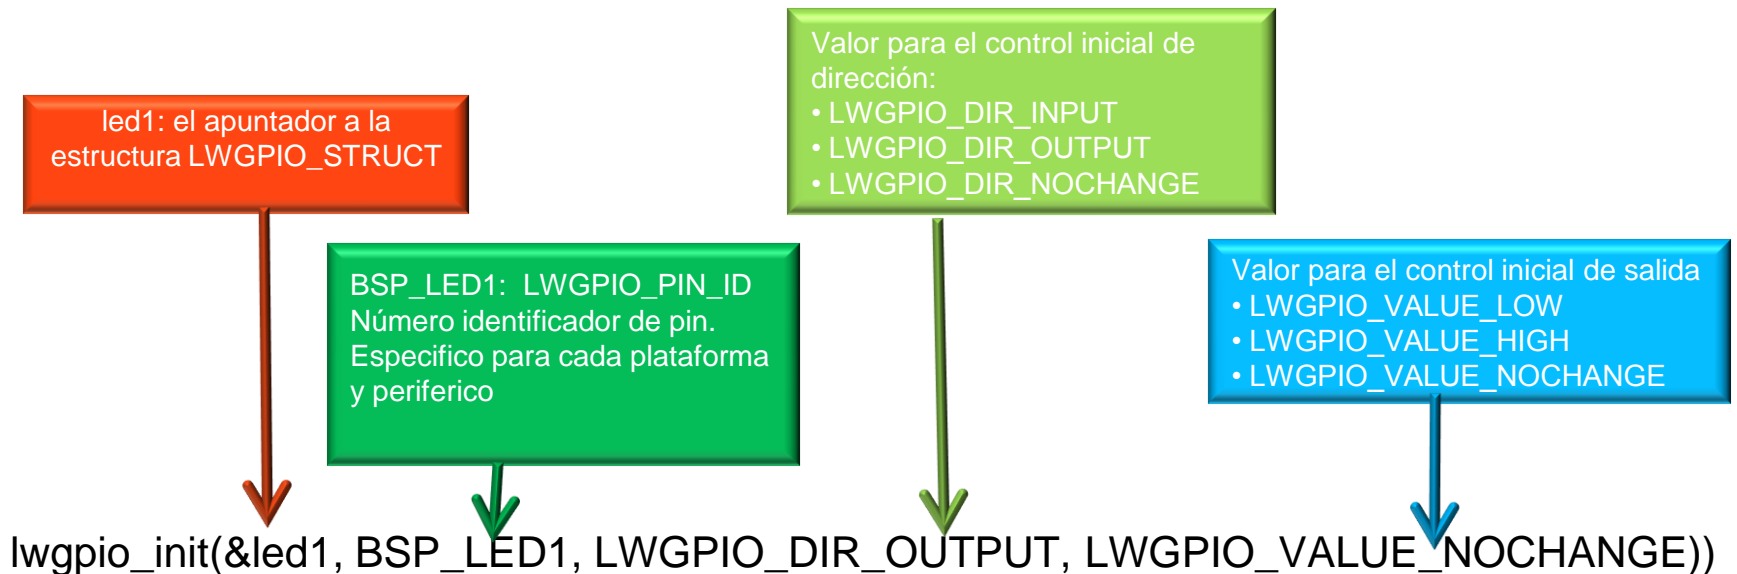 led1: el apuntador a la
estructura LWGPIO_STRUCT
BSP_LED1: LWGPIO_PIN_ID
Número identificador de pin.
Especifico para cada plataforma
y periferico
Valor para el control inicial de
dirección:
• LWGPIO_DIR_INPUT
• LWGPIO_DIR_OUTPUT
• LWGPIO_DIR_NOCHANGE
Valor para el control inicial de salida
• LWGPIO_VALUE_LOW
• LWGPIO_VALUE_HIGH
• LWGPIO_VALUE_NOCHANGE
lwgpio_init(&led1, BSP_LED1, LWGPIO_DIR_OUTPUT, LWGPIO_VALUE_NOCHANGE))